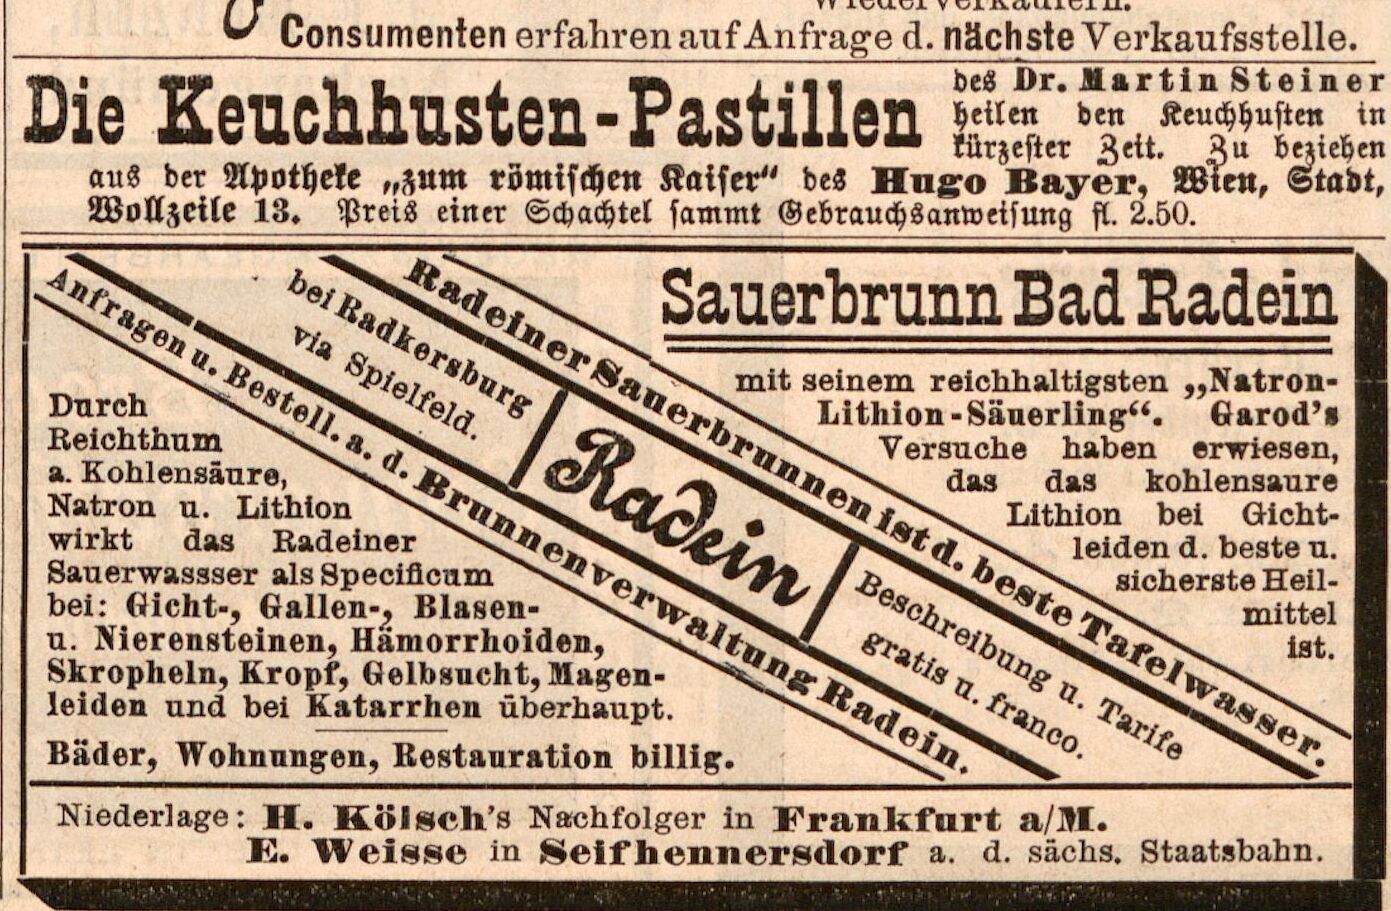 Wiederverkäufern.
Consumenten erfahren auf Anfrage d. nächste Verkaufsstelle.
Die Keuchhusten-Pastillen
des Dr. Martin Steiner
heilen den Keuchhusten in
kürzester Zeit. Zu beziehen
aus der Apotheke „zum römischen Kaiser“ des Hugo Bayer, Wien, Stadt,
Wollzeile 13. Preis einer Schachtel sammt Gebrauchsanweisung fl. 2.50.
Sauerbrunn Bad Radein
mit seinem reichhaltigsten „Natron-
Lithion-Säuerling“. Garod's
Versuche haben erwiesen,
das das kohlensaure
Lithion bei Gicht-
leiden d. beste u.
sicherste Heil-
mittel
ist.
Radeiner Sauerbrunnen ist d. beste Tafelwasser.
bei Radkersburg
via Spielfeld.
Radein
Beschreibung u. Tarife
gratis u. franco.
Anfragen u. Bestell. a. d. Brunnenverwaltung Radein.
Durch
Reichthum
a. Kohlensäure,
Natron u. Lithion
wirkt das Radeiner
Sauerwassser als Specificum
bei: Gicht-, Gallen-, Blasen-
u. Nierensteinen, Hämorrhoiden,
Skropheln, Kropf, Gelbsucht, Magen-
leiden und bei Katarrhen überhaupt.
Bäder, Wohnungen, Restauration billig.
Niederlage: H. Kölsch's Nachfolger in Frankfurt a/M.
E. Weisse in Seifhennersdorf a. d. sächs. Staatsbahn.